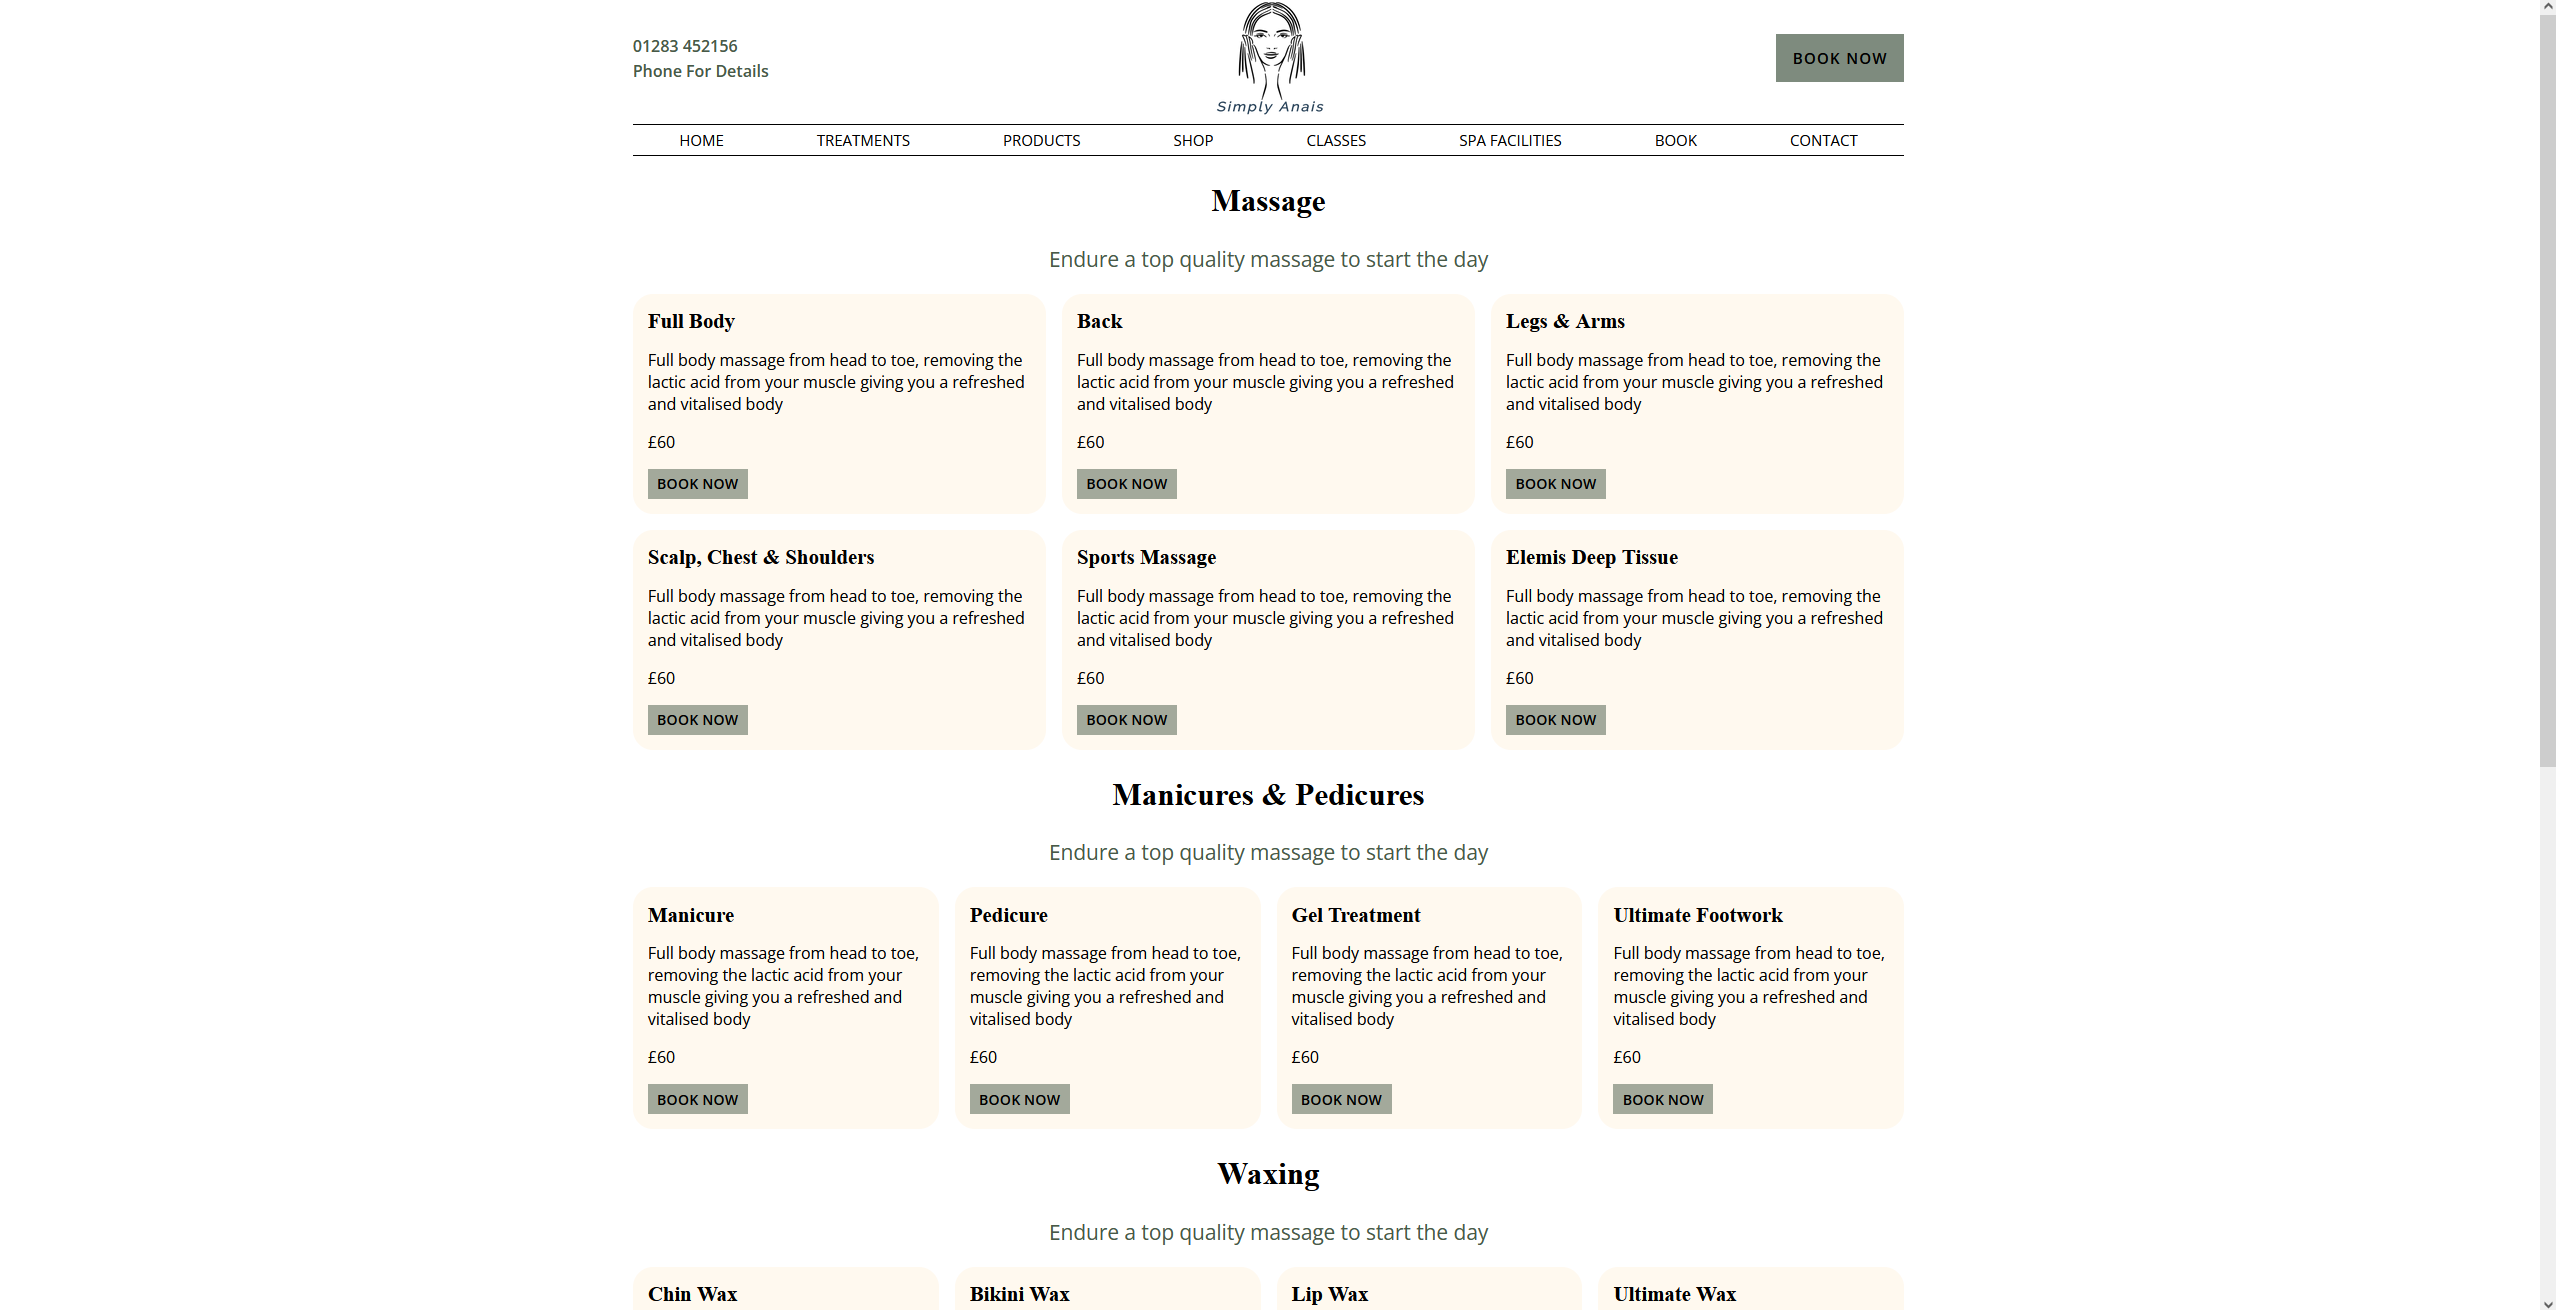 01283 452156
Phone For Details
Simply Anais
BOOK NOW
HOME TREATMENTS PRODUCTS SHOP CLASSES SPA FACILITIES BOOK CONTACT
Massage
Endure a top quality massage to start the day
Full Body
Full body massage from head to toe, removing the
lactic acid from your muscle giving you a refreshed
and vitalised body
£60
BOOK NOW
Back
Full body massage from head to toe, removing the
lactic acid from your muscle giving you a refreshed
and vitalised body
£60
BOOK NOW
Legs & Arms
Full body massage from head to toe, removing the
lactic acid from your muscle giving you a refreshed
and vitalised body
£60
BOOK NOW
Scalp, Chest & Shoulders
Full body massage from head to toe, removing the
lactic acid from your muscle giving you a refreshed
and vitalised body
£60
BOOK NOW
Sports Massage
Full body massage from head to toe, removing the
lactic acid from your muscle giving you a refreshed
and vitalised body
£60
BOOK NOW
Elemis Deep Tissue
Full body massage from head to toe, removing the
lactic acid from your muscle giving you a refreshed
and vitalised body
£60
BOOK NOW
Manicures & Pedicures
Endure a top quality massage to start the day
Manicure
Full body massage from head to toe,
removing the lactic acid from your
muscle giving you a refreshed and
vitalised body
£60
BOOK NOW
Pedicure
Full body massage from head to toe,
removing the lactic acid from your
muscle giving you a refreshed and
vitalised body
£60
BOOK NOW
Gel Treatment
Full body massage from head to toe,
removing the lactic acid from your
muscle giving you a refreshed and
vitalised body
£60
BOOK NOW
Ultimate Footwork
Full body massage from head to toe,
removing the lactic acid from your
muscle giving you a refreshed and
vitalised body
£60
BOOK NOW
Waxing
Endure a top quality massage to start the day
Chin Wax
Bikini Wax
Lip Wax
Ultimate Wax